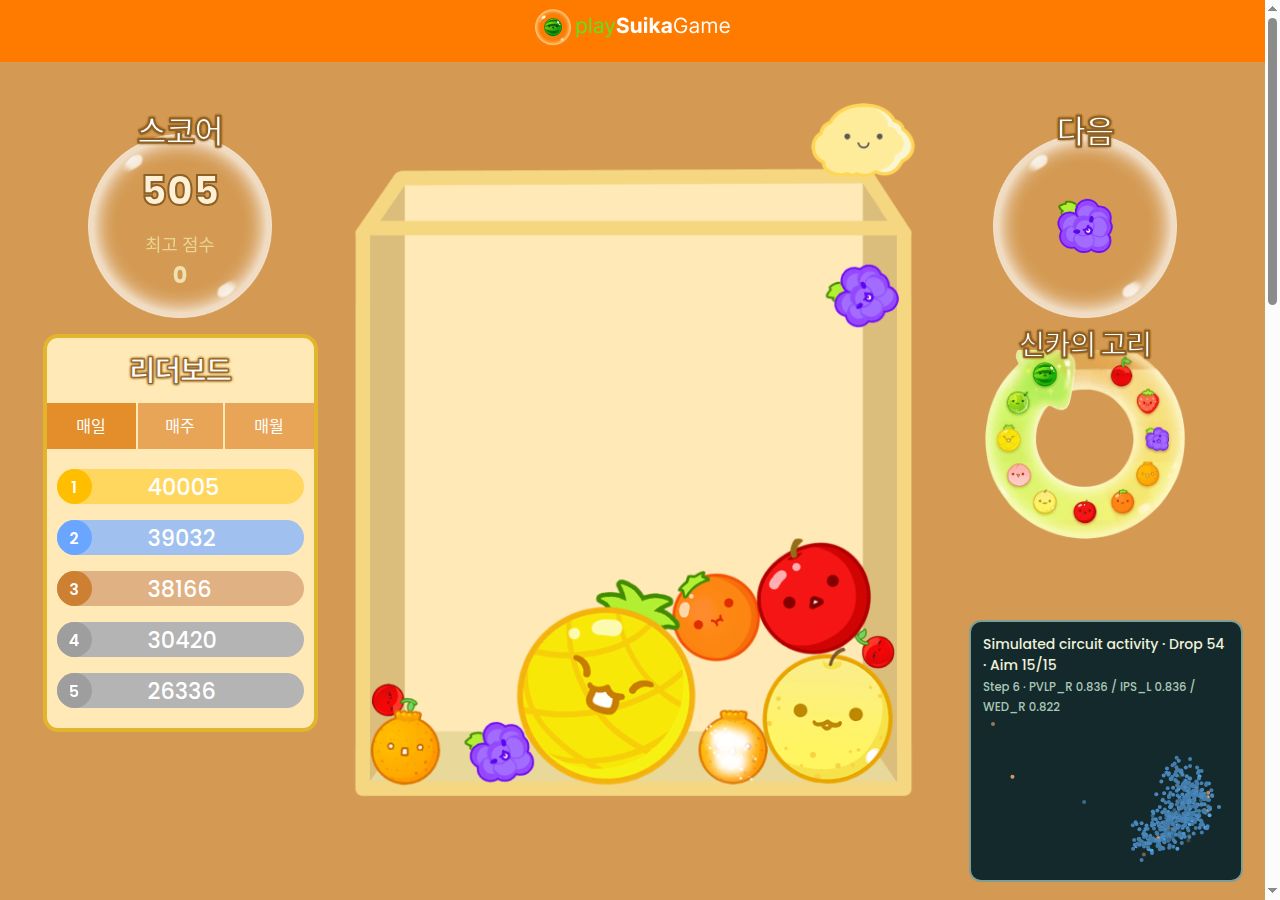 playSuikaGame
스코어
505
최고 점수
0
리더보드
매일
매주
매월
1 40005
2 39032
3 38166
4 30420
5 26336
다음
신카의 고리
Simulated circuit activity · Drop 54
· Aim 15/15
Step 6 · PVLP_R 0.836 / IPS_L 0.836 /
WED_R 0.822